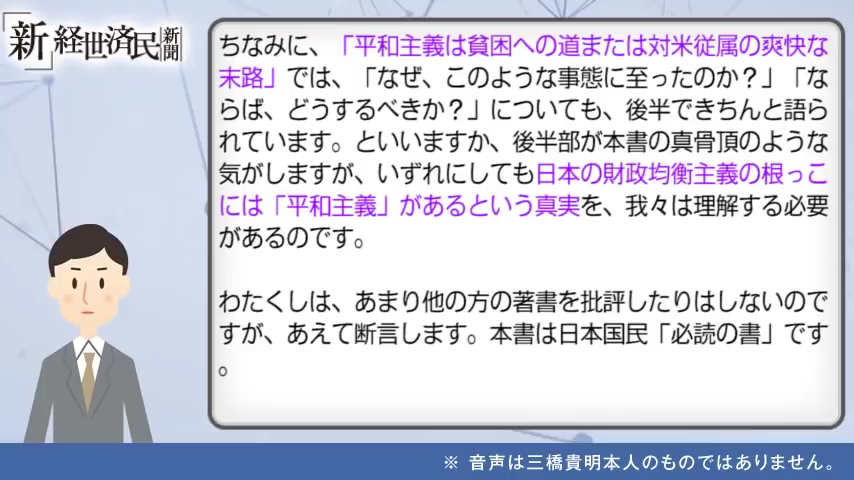 「新」経世済民新聞
ちなみに、「平和主義は貧困への道または対米従属の爽快な
末路」では、「なぜ、このような事態に至ったのか？」「な
らば、どうするべきか？」についても、後半できちんと語ら
れています。といいますか、後半部が本書の真骨頂のような
気がしますが、いずれにしても日本の財政均衡主義の根っこ
には「平和主義」があるという真実を、我々は理解する必要
があるのです。
わたくしは、あまり他の方の著書を批評したりはしないので
すが、あえて断言します。本書は日本国民「必読の書」です
。
※ 音声は三橋貴明本人のものではありません。